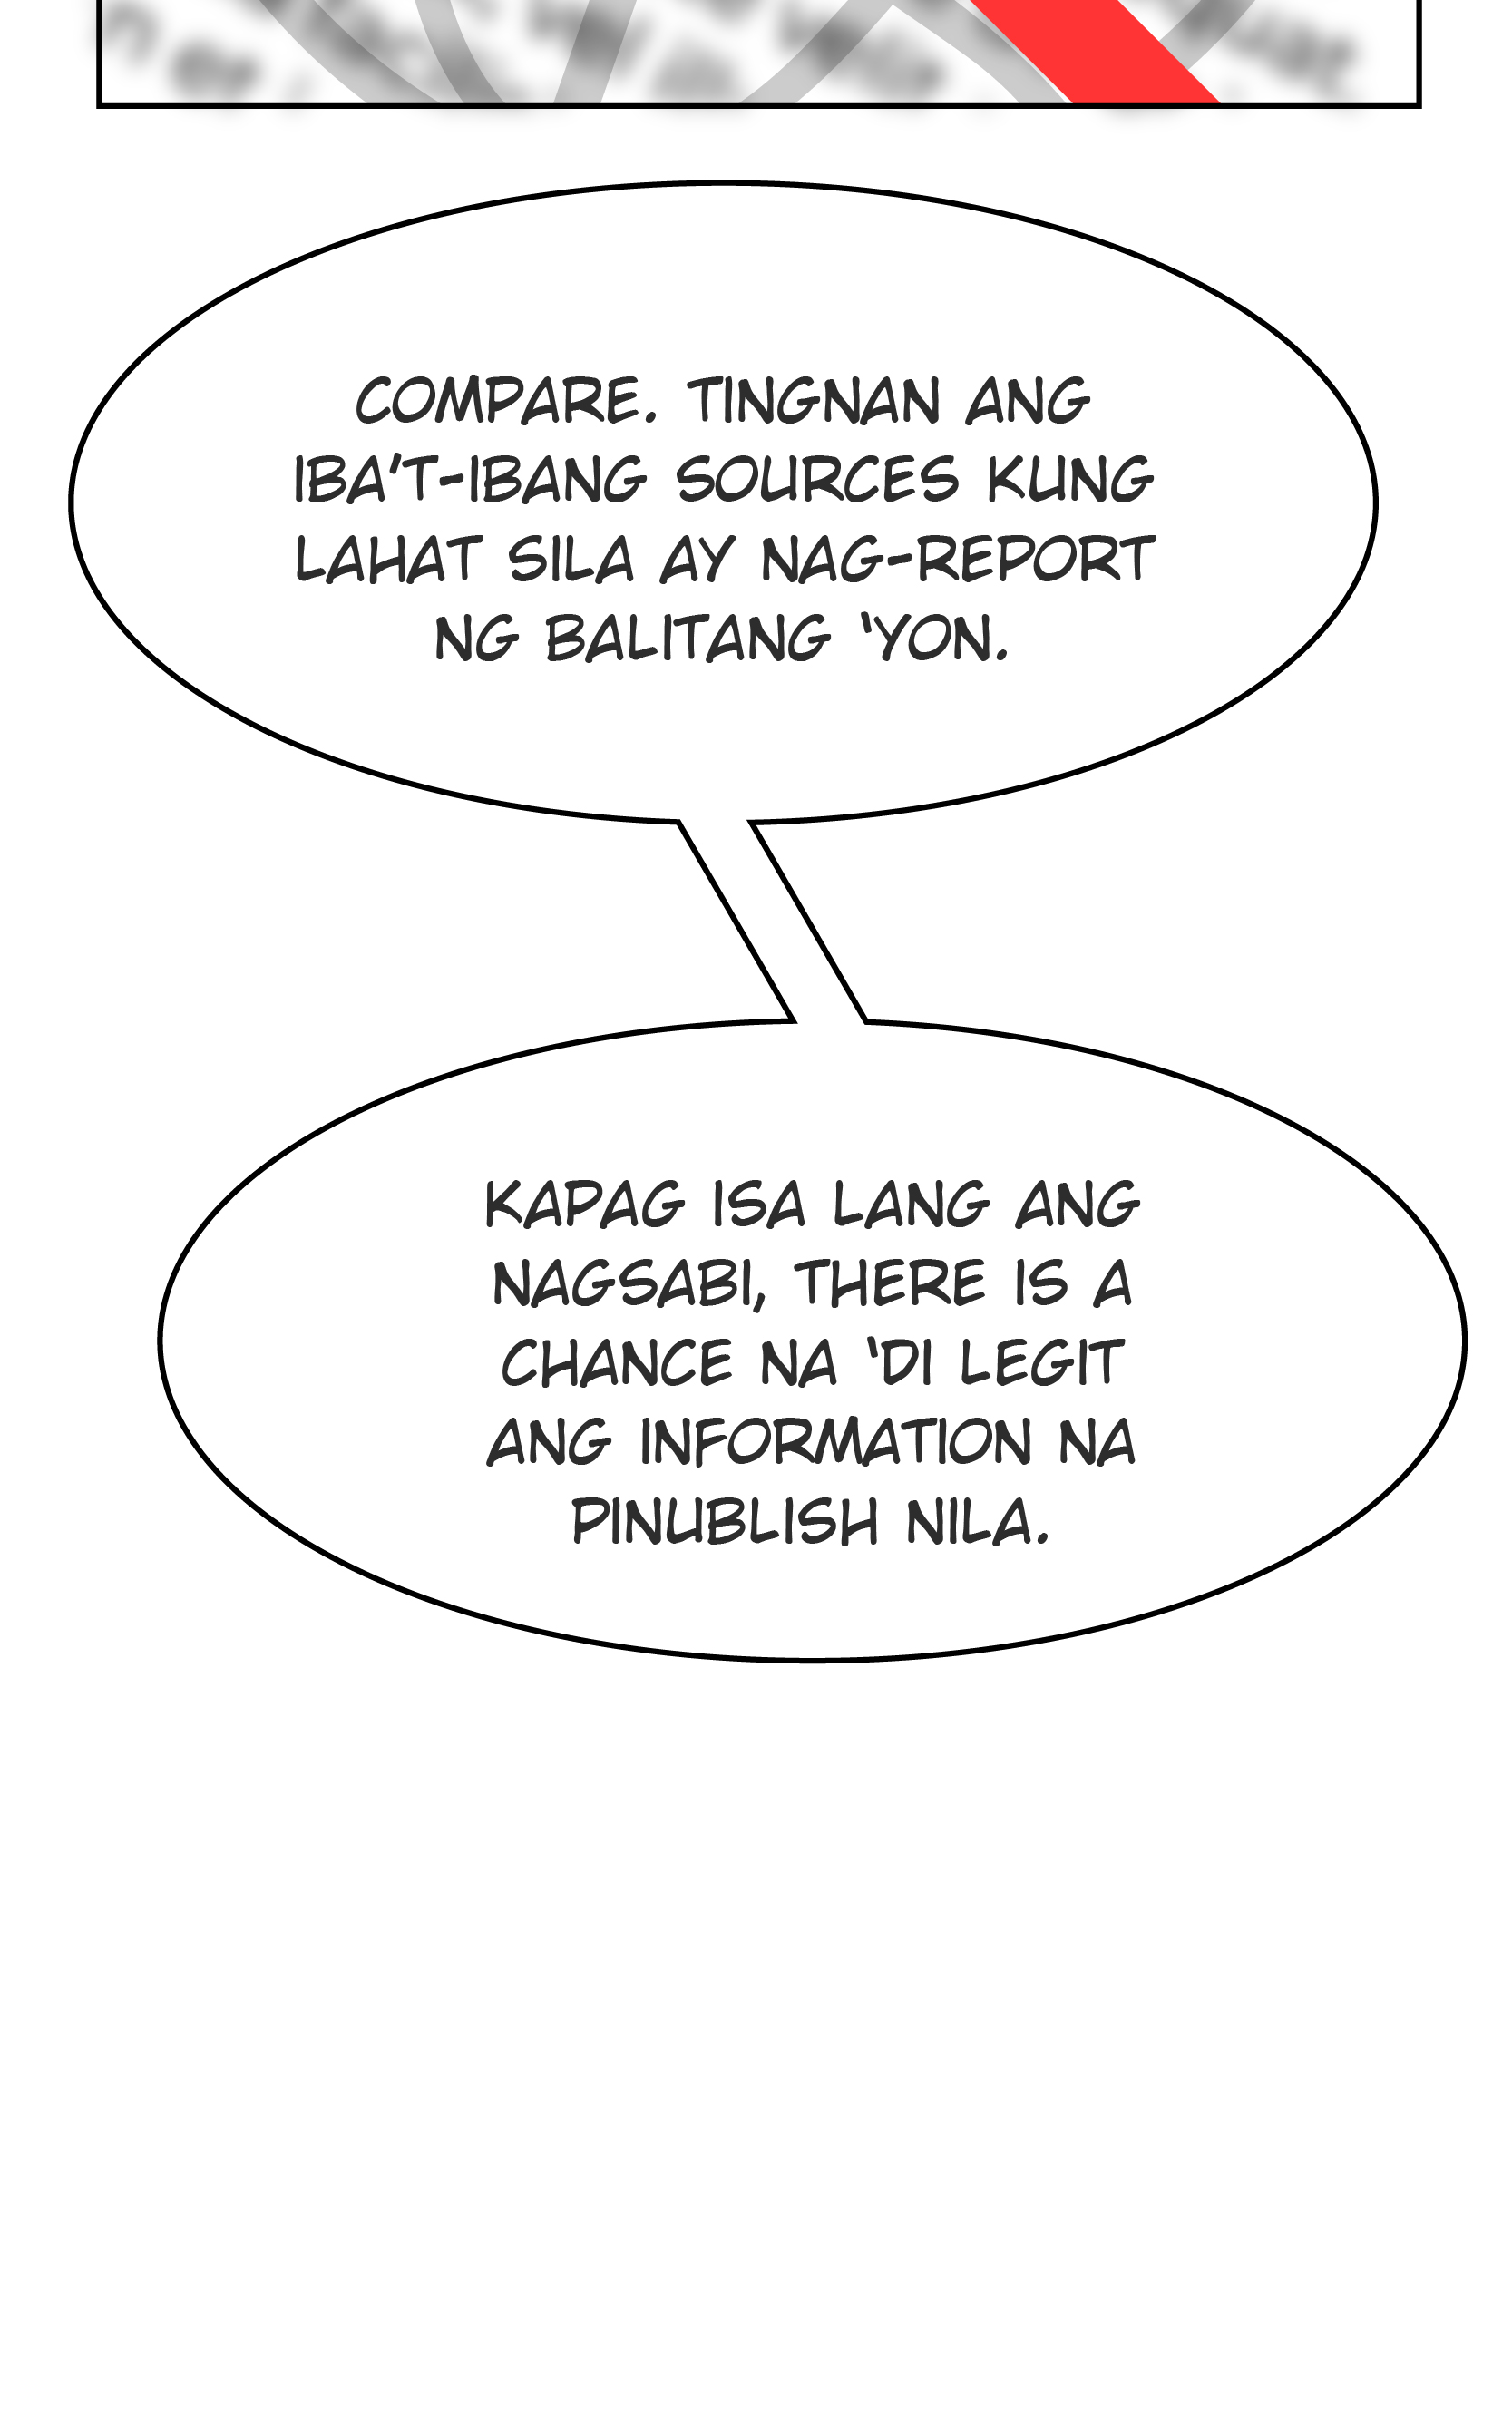 COMPARE. TINGNAN ANG
IBA'T-IBANG SOURCES KUNG
LAHAT SILA AY NAG-REPORT
NG BALITANG 'YON.
KAPAG ISA LANG ANG
NAGSABI, THERE IS A
CHANCE NA 'DI LEGIT
ANG INFORMATION NA
PINUBLISH NILA.